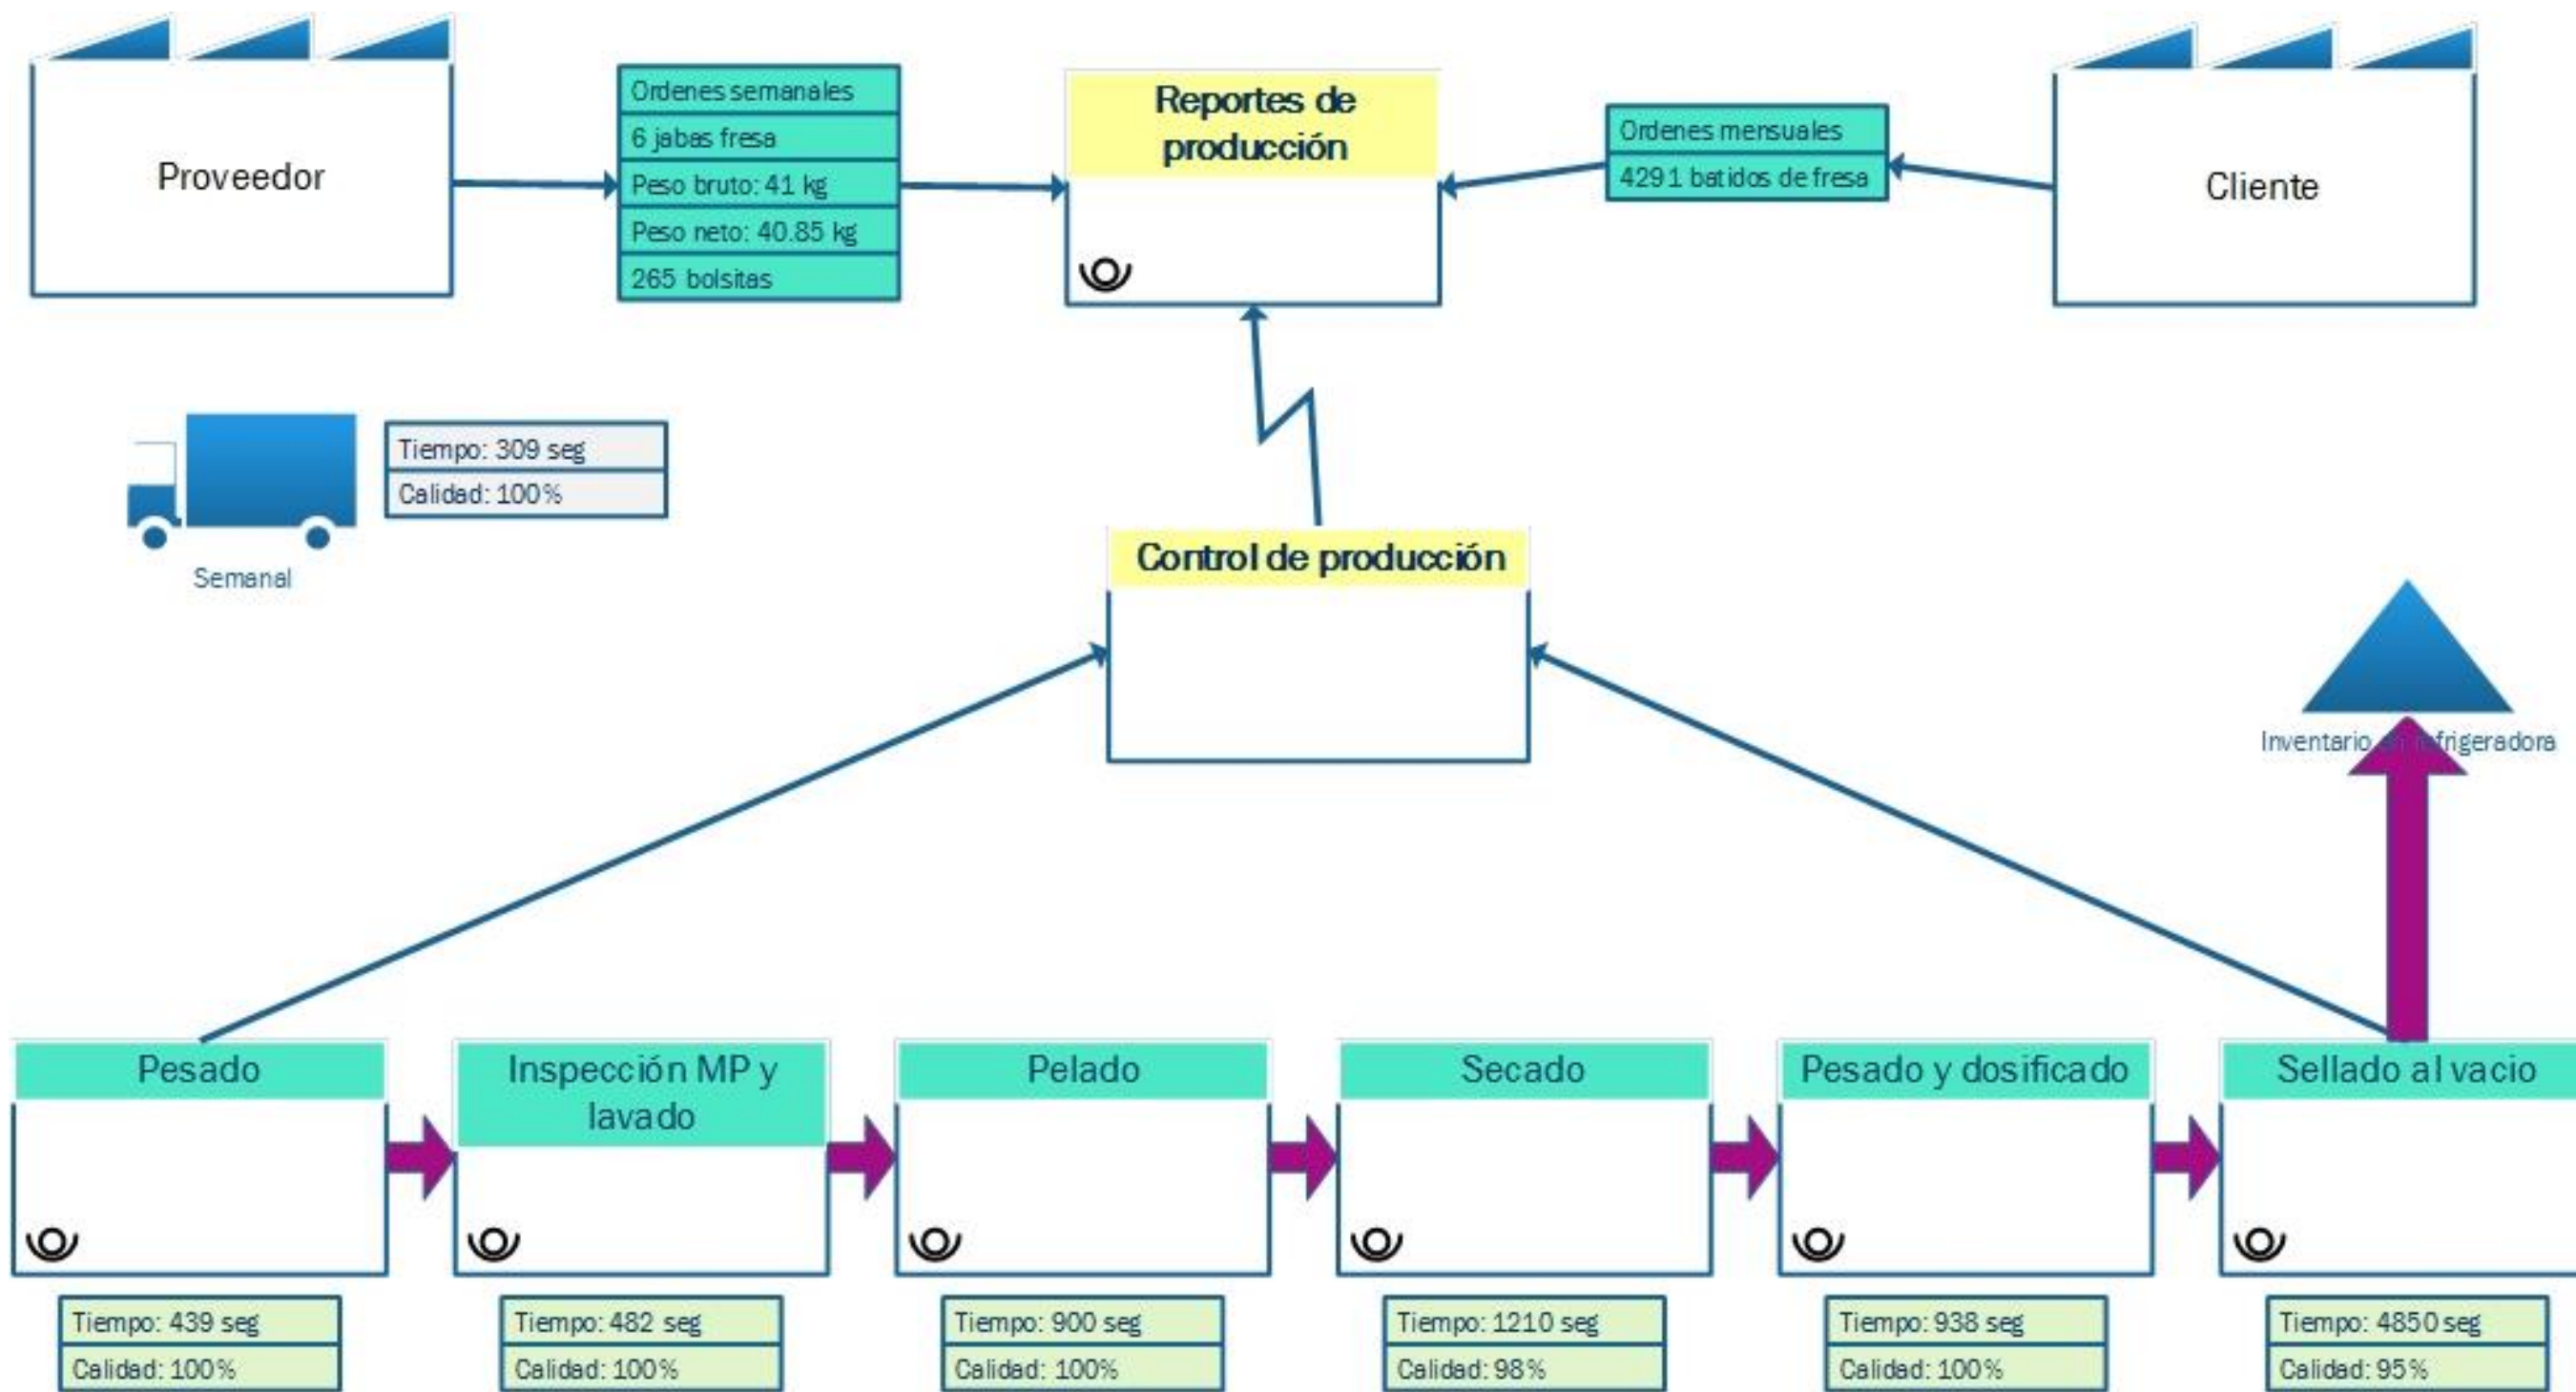 Proveedor
Ordenes semanales
6 jabas fresa
Peso bruto: 41 kg
Peso neto: 40.85 kg
265 bolsitas
Reportes de
producción
Ordenes mensuales
4291 batidos de fresa
Cliente
Tiempo: 309 seg
Calidad: 100%
Semanal
Control de producción
Inventario refrigeradora
Pesado
Inspección MP y
lavado
Pelado
Secado
Pesado y dosificado
Sellado al vacio
Tiempo: 439 seg
Calidad: 100%
Tiempo: 482 seg
Calidad: 100%
Tiempo: 900 seg
Calidad: 100%
Tiempo: 1210 seg
Calidad: 98%
Tiempo: 938 seg
Calidad: 100%
Tiempo: 4850 seg
Calidad: 95%